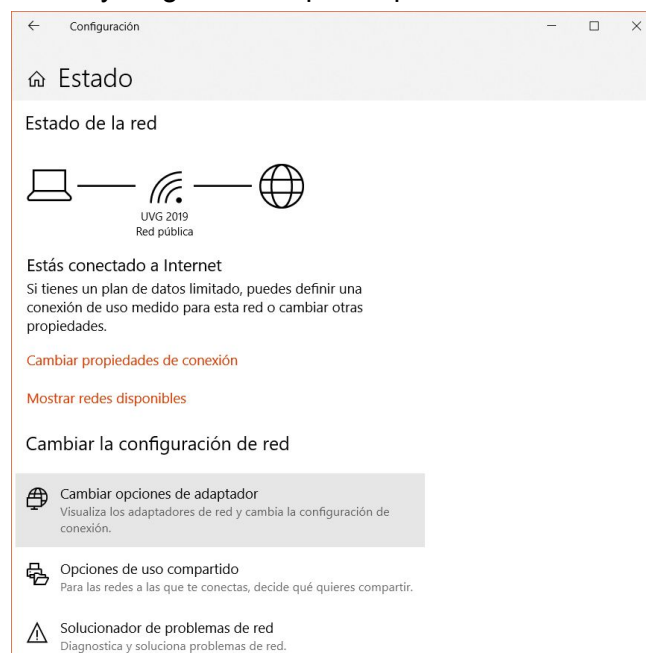 Configuración
Estado
Estado de la red
UVG 2019
Red pública
Estás conectado a Internet
Si tienes un plan de datos limitado, puedes definir una
conexión de uso medido para esta red o cambiar otras
propiedades.
Cambiar propiedades de conexión
Mostrar redes disponibles
Cambiar la configuración de red
Cambiar opciones de adaptador
Visualiza los adaptadores de red y cambia la configuración de
conexión.
Opciones de uso compartido
Para las redes a las que te conectas, decide qué quieres compartir.
Solucionador de problemas de red
Diagnostica y soluciona problemas de red.